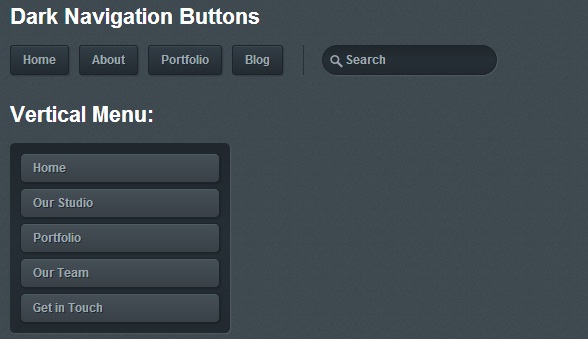 Dark Navigation Buttons
Home About Portfolio Blog Search
Vertical Menu:
Home
Our Studio
Portfolio
Our Team
Get in Touch